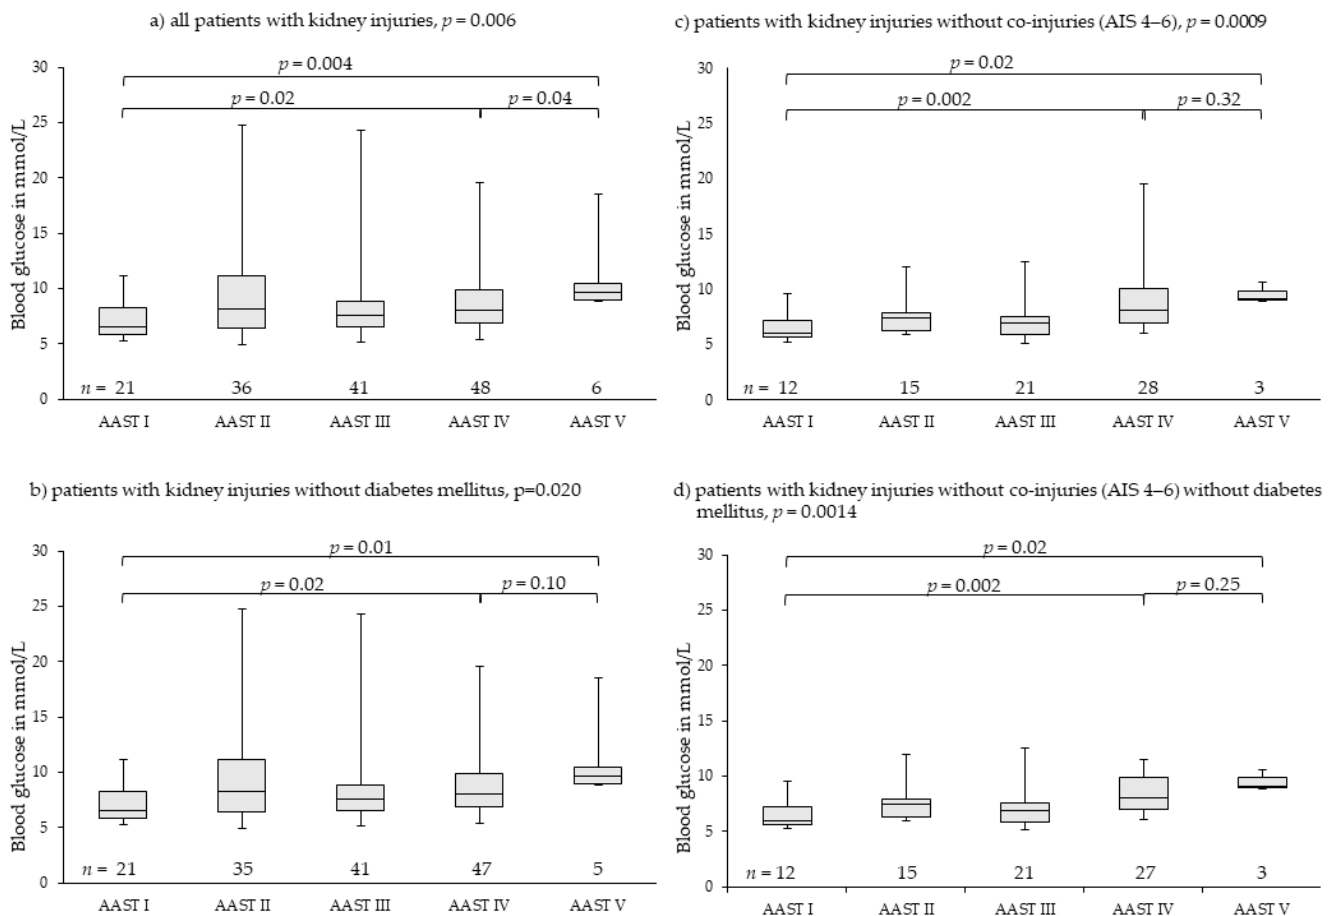 a) all patients with kidney injuries, p = 0.006
30
25
20
15
10
5
0
Blood glucose in mmol/L
p = 0.004
p = 0.02
p = 0.04
n = 21 36 41 48 6
AAST I AAST II AAST III AAST IV AAST V
c) patients with kidney injuries without co-injuries (AIS 4–6), p = 0.0009
30
25
20
15
10
5
0
Blood glucose in mmol/L
p = 0.02
p = 0.002
p = 0.32
n = 12 15 21 28 3
AAST I AAST II AAST III AAST IV AAST V
b) patients with kidney injuries without diabetes mellitus, p=0.020
30
25
20
15
10
5
0
Blood glucose in mmol/L
p = 0.01
p = 0.02
p = 0.10
n = 21 35 41 47 5
AAST I AAST II AAST III AAST IV AAST V
d) patients with kidney injuries without co-injuries (AIS 4–6) without diabetes
mellitus, p = 0.0014
30
25
20
15
10
5
0
Blood glucose in mmol/L
p = 0.02
p = 0.002
p = 0.25
n = 12 15 21 27 3
AAST I AAST II AAST III AAST IV AAST V